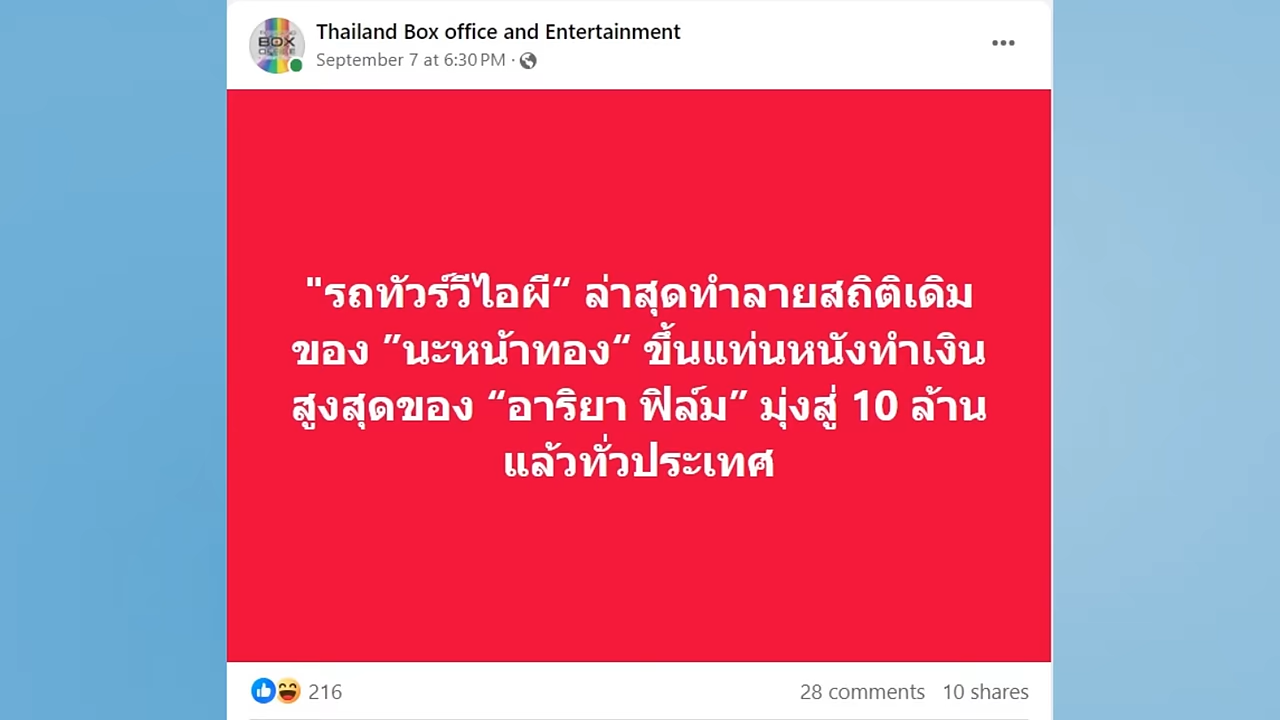 Thailand Box office and Entertainment
September 7 at 6:30 PM ·
BOX
"รถทัวร์วีไอผี“ ล่าสุดทำลายสถิติเดิม
ของ ”นะหน้าทอง“ ขึ้นแท่นหนังทำเงิน
สูงสุดของ “อาริยา ฟิล์ม” มุ่งสู่ 10 ล้าน
แล้วทั่วประเทศ
216
28 comments 10 shares